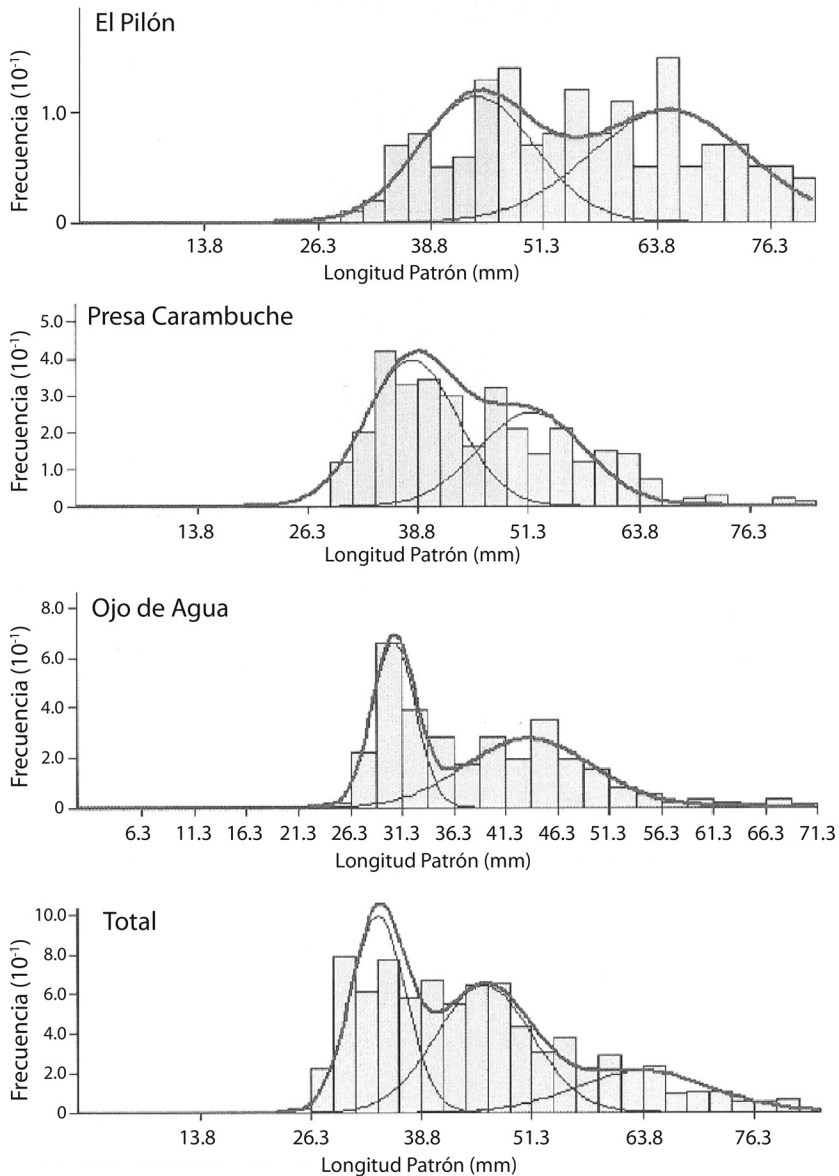 El Pilón
Frecuencia (10⁻¹)
1.0
0
13.8 26.3 38.8 51.3 63.8 76.3
Longitud Patrón (mm)
Presa Carambuche
Frecuencia (10⁻¹)
5.0
4.0
3.0
2.0
1.0
0
13.8 26.3 38.8 51.3 63.8 76.3
Longitud Patrón (mm)
Ojo de Agua
Frecuencia (10⁻¹)
8.0
6.0
4.0
2.0
0
6.3 11.3 16.3 21.3 26.3 31.3 36.3 41.3 46.3 51.3 56.3 61.3 66.3 71.3
Longitud Patrón (mm)
Total
Frecuencia (10⁻¹)
10.0
8.0
6.0
4.0
2.0
0
13.8 26.3 38.8 51.3 63.8 76.3
Longitud Patrón (mm)